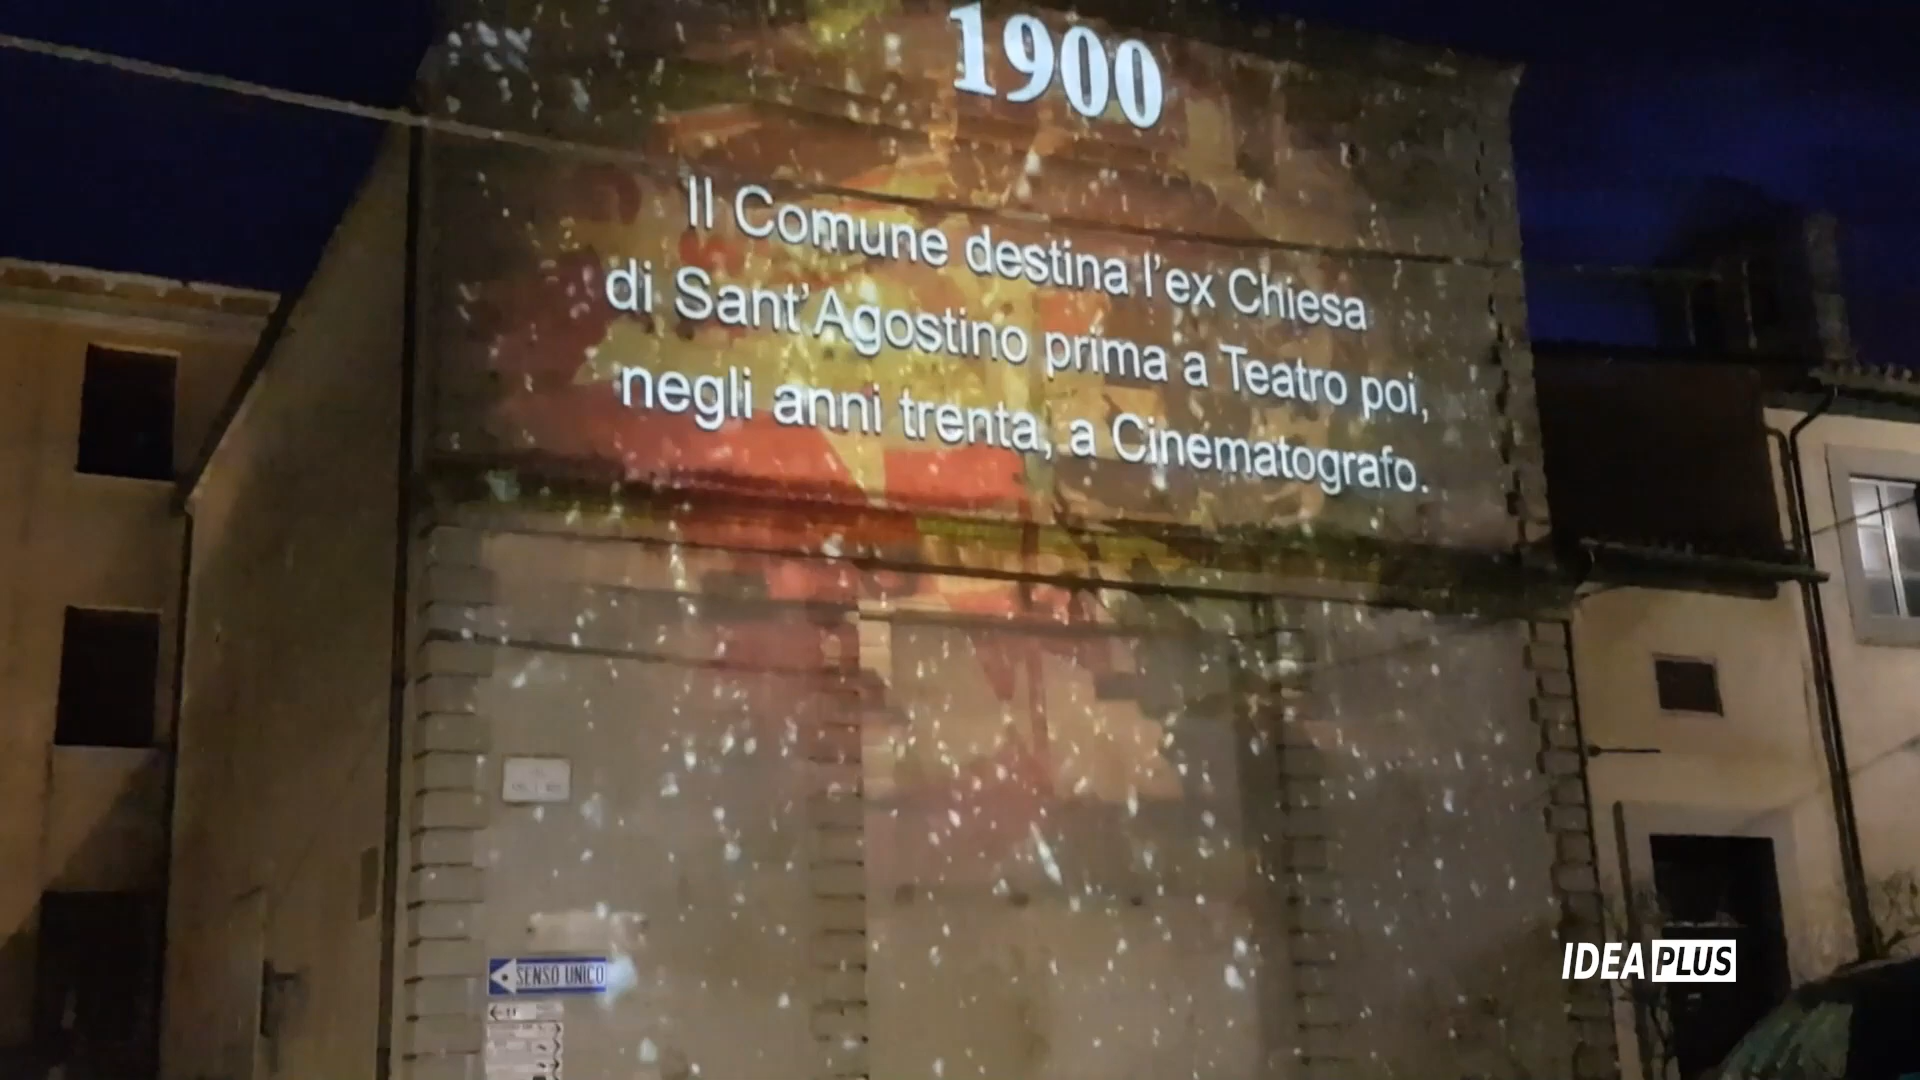 1900
Il Comune destina l'ex Chiesa
di Sant'Agostino prima a Teatro poi,
negli anni trenta, a Cinematografo.
SENSO UNICO
IDEA PLUS